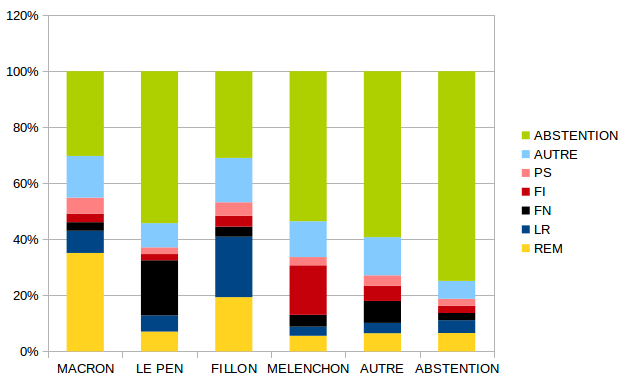 120%
100%
80%
60%
40%
20%
0%
MACRON LE PEN FILLON MELENCHON AUTRE ABSTENTION
ABSTENTION
AUTRE
PS
FI
FN
LR
REM